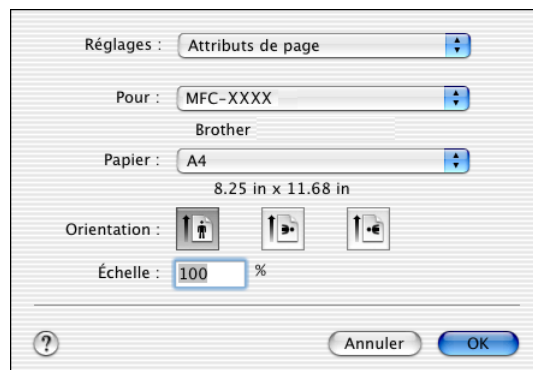 Réglages : Attributs de page
Pour : MFC-XXXX
Brother
Papier : A4
8.25 in x 11.68 in
Orientation :
Échelle : 100 %
? Annuler OK